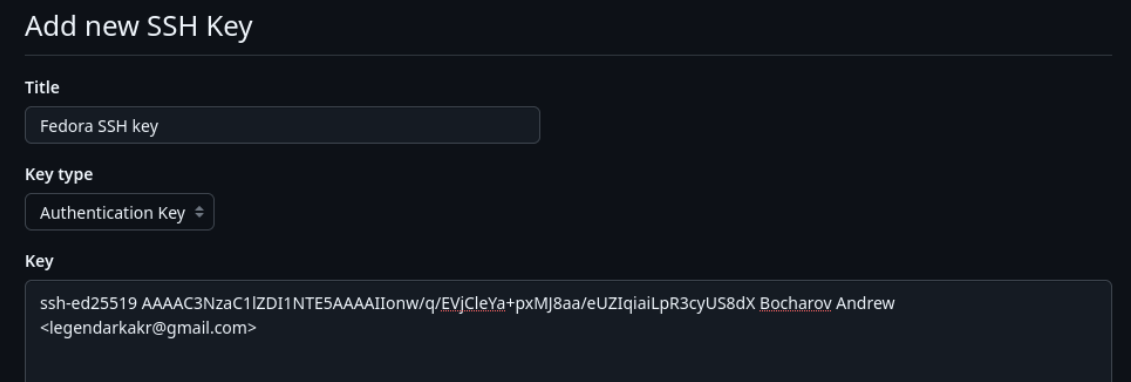 Add new SSH Key
Title
Fedora SSH key
Key type
Authentication Key
Key
ssh-ed25519 AAAAC3NzaC1lZDI1NTE5AAAAIIonw/q/EVjCleYa+pxMJ8aa/eUZIqiaiLpR3cyUS8dX Bocharov Andrew
<legendarkakr@gmail.com>